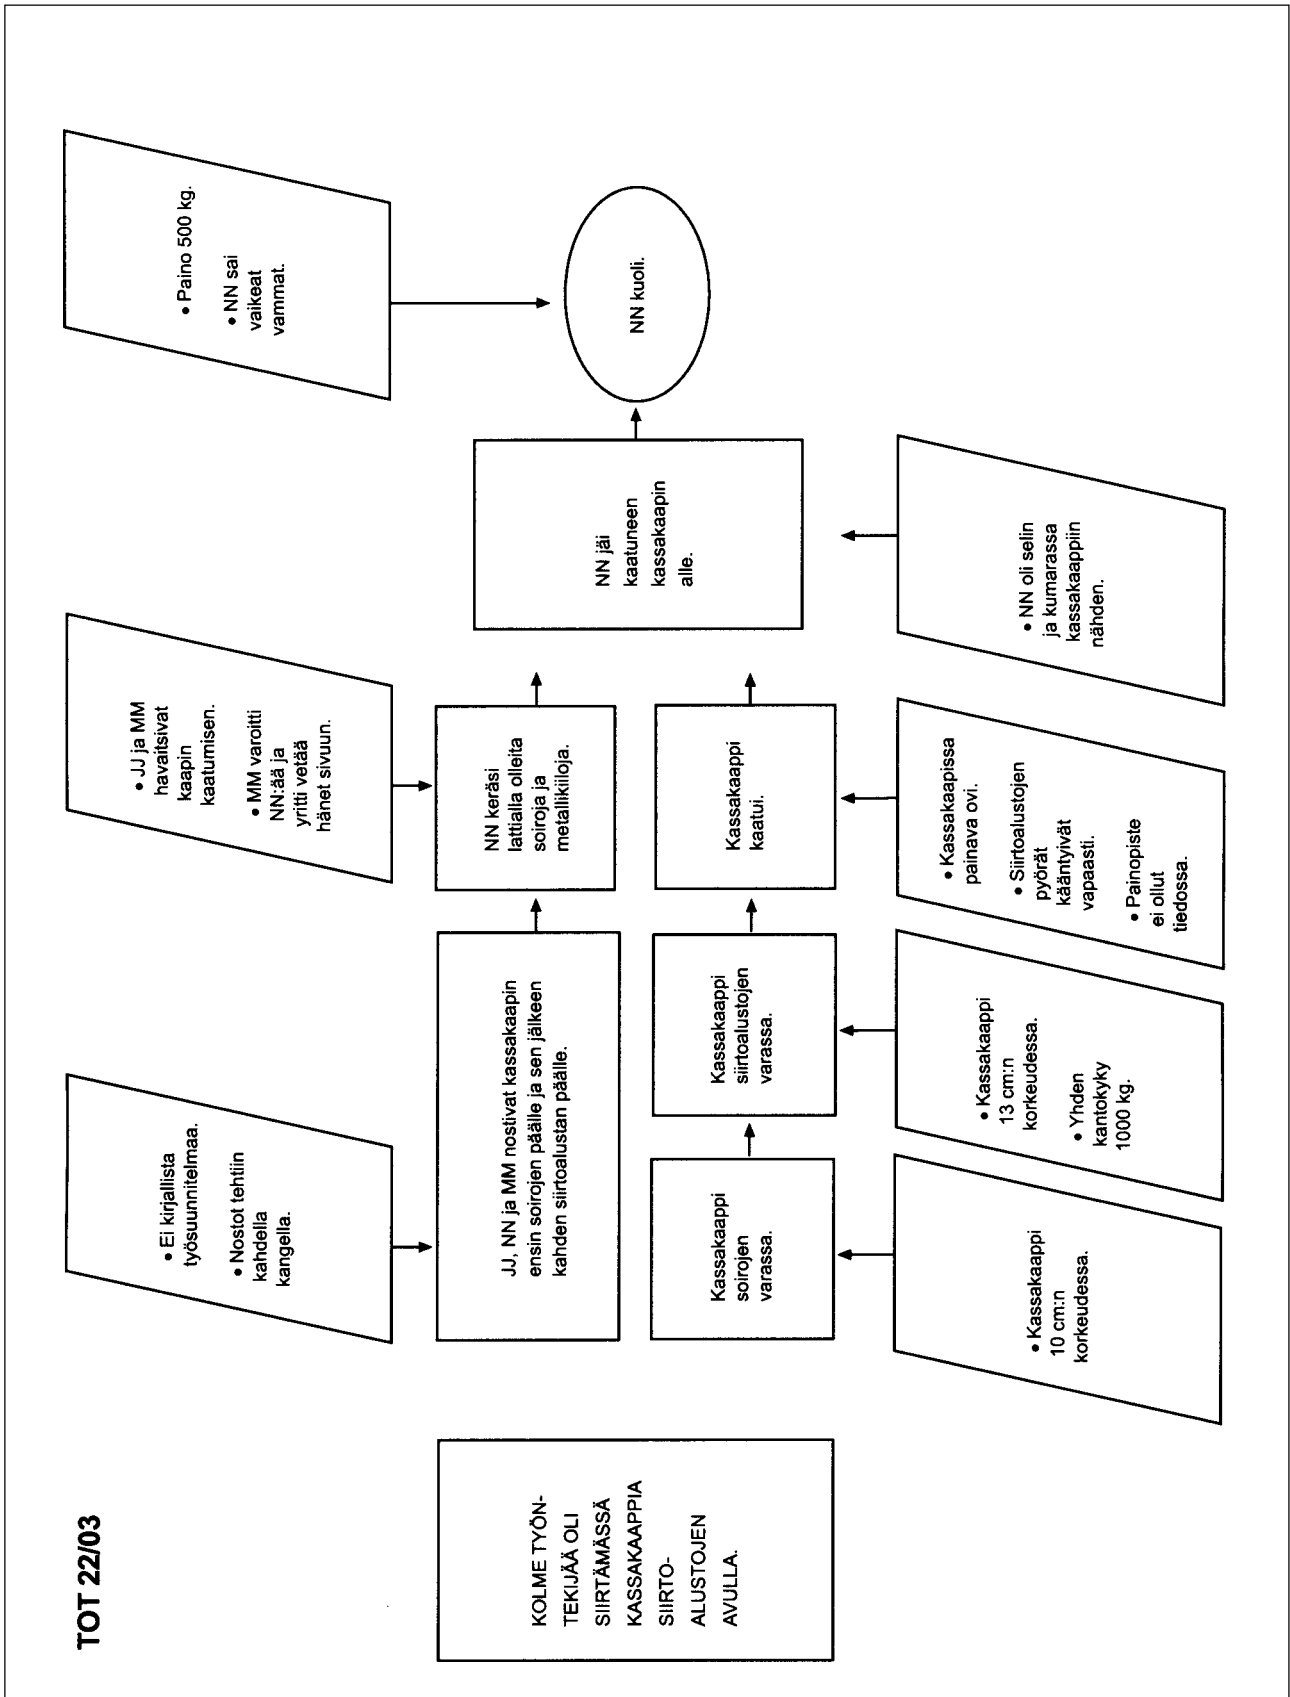 TOT 22/03
KOLME TYÖN-
TEKIJÄÄ OLI
SIIRTÄMÄSSÄ
KASSAKAAPPIA
SIIRTO-
ALUSTOJEN
AVULLA.
• Ei kirjallista
työsuunnitelmaa.
• Nostot tehtiin
kahdella
kangella.
JJ, NN ja MM nostivat kassakaapin
ensin soirojen päälle ja sen jälkeen
kahden siirtoalustan päälle.
Kassakaappi
soirojen
varassa.
• Kassakaappi
10 cm:n
korkeudessa.
Kassakaappi
siirtoalustojen
varassa.
• Kassakaappi
13 cm:n
korkeudessa.
• Yhden
kantokyky
1000 kg.
• JJ ja MM
havaitsivat
kaapin
kaatumisen.
• MM varoitti
NN:ää ja
yritti vetää
hänet sivuun.
NN keräsi
lattialla olleita
soiroja ja
metallikiiloja.
Kassakaappi
kaatui.
• Kassakaapissa
painava ovi.
• Siirtoalustojen
pyörät
kääntyivät
vapaasti.
• Painopiste
ei ollut
tiedossa.
NN jäi
kaatuneen
kassakaapin
alle.
• NN oli selin
ja kumarassa
kassakaappiin
nähden.
• Paino 500 kg.
• NN sai
vaikeat
vammat.
NN kuoli.